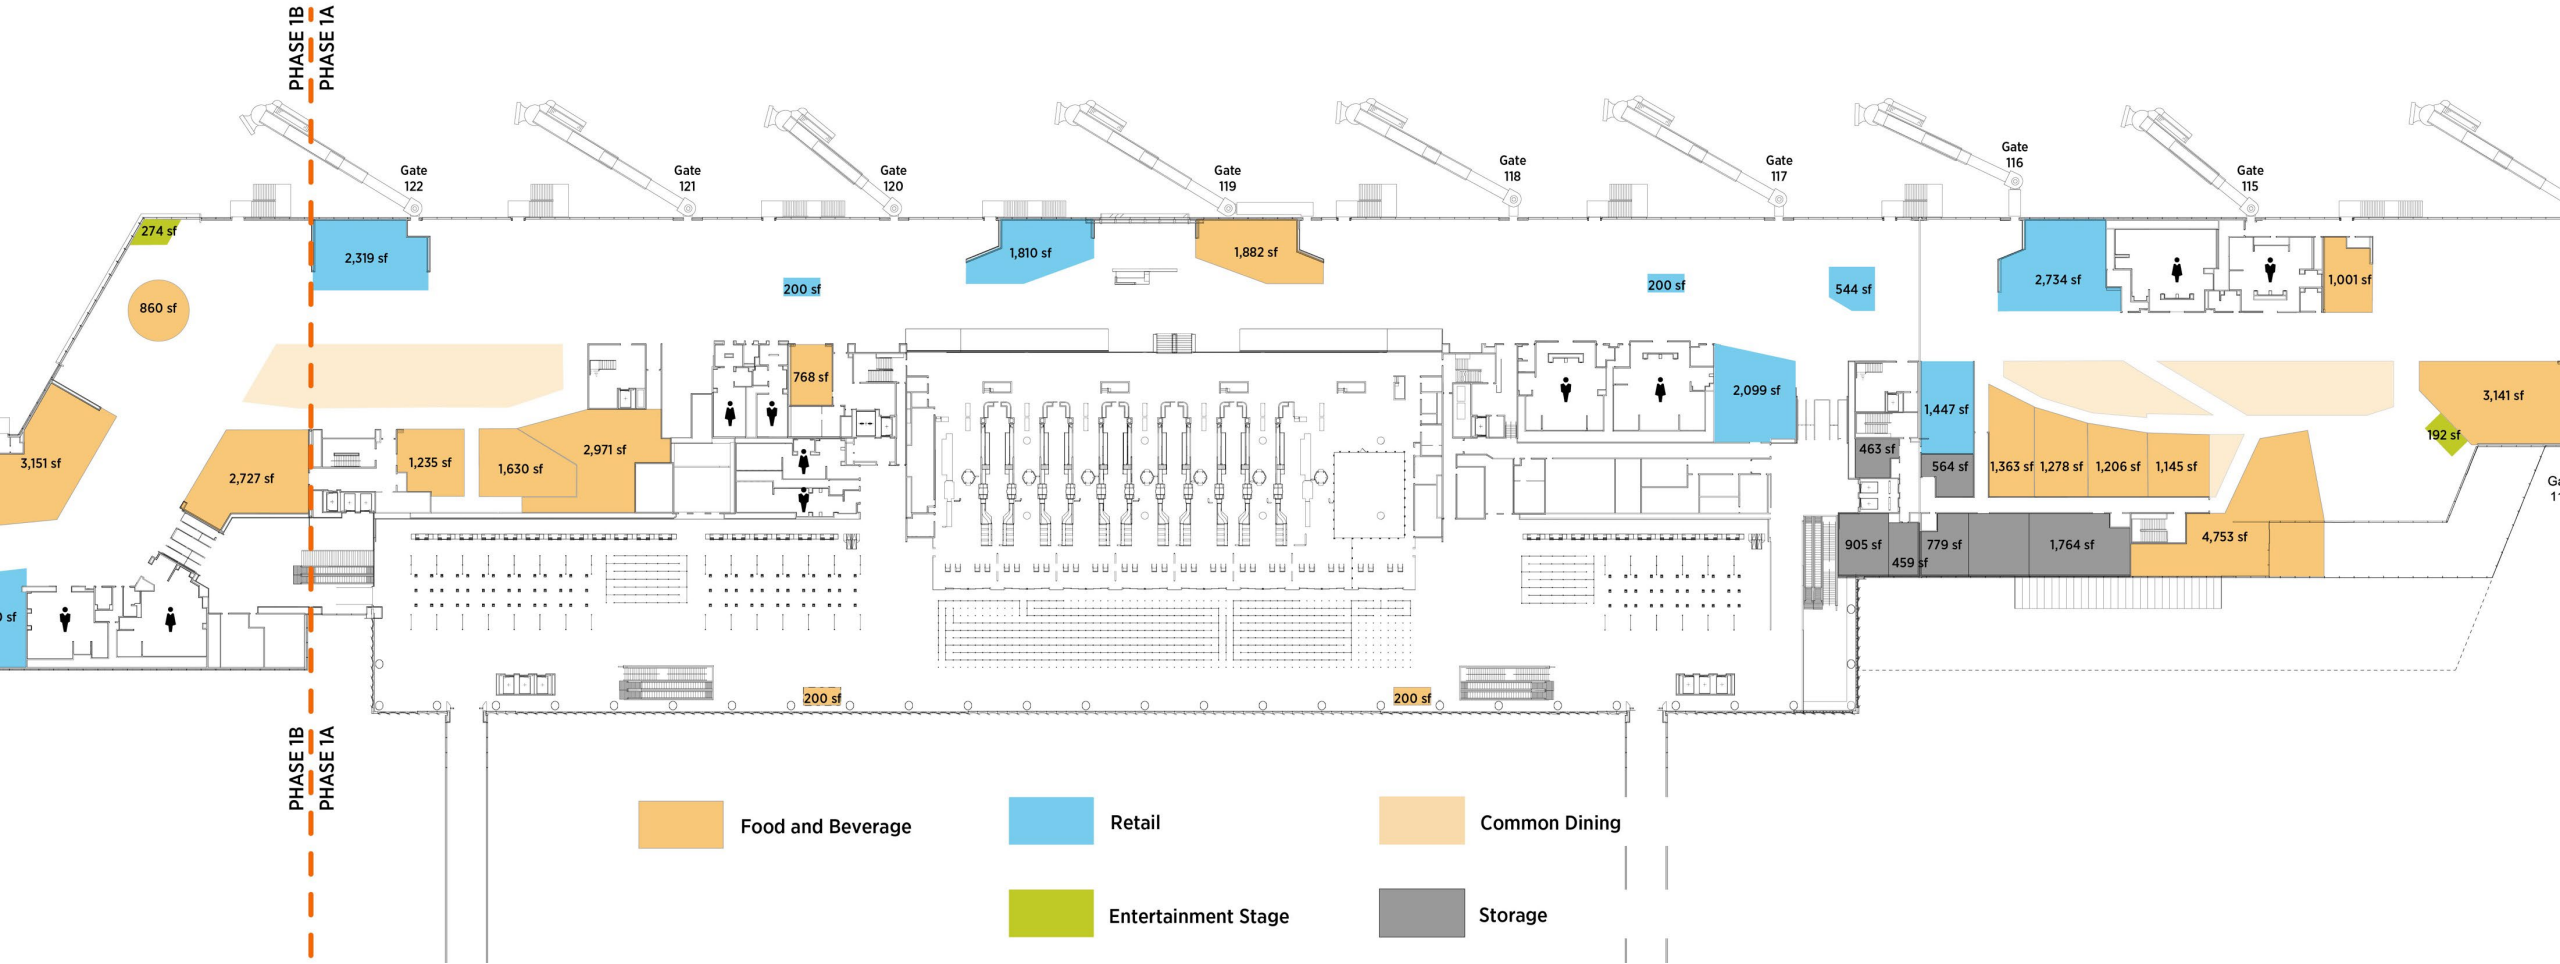 PHASE 1B
PHASE 1A
Gate
122
Gate
121
Gate
120
Gate
119
Gate
118
Gate
117
Gate
116
Gate
115
274 sf
2,319 sf
1,810 sf
1,882 sf
200 sf
200 sf
544 sf
2,734 sf
1,001 sf
860 sf
768 sf
2,099 sf
1,447 sf
3,141 sf
192 sf
3,151 sf
2,727 sf
1,235 sf
1,630 sf
2,971 sf
463 sf
564 sf
1,363 sf
1,278 sf
1,206 sf
1,145 sf
905 sf
459 sf
779 sf
1,764 sf
4,753 sf
sf
200 sf
200 sf
PHASE 1B
PHASE 1A
Food and Beverage
Retail
Common Dining
Entertainment Stage
Storage